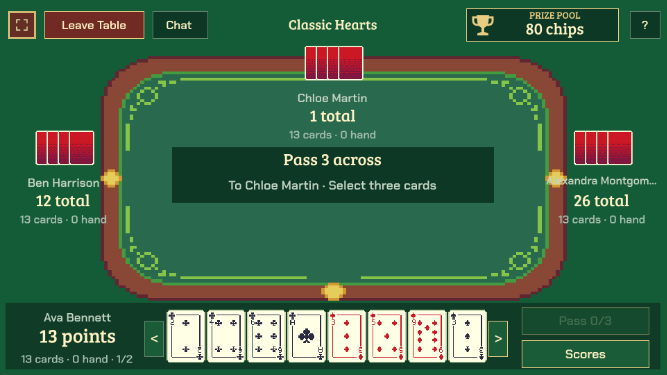 Leave Table
Chat
Classic Hearts
PRIZE POOL
80 chips
?
Chloe Martin
1 total
13 cards · 0 hand
Pass 3 across
To Chloe Martin · Select three cards
Ben Harrison
12 total
13 cards · 0 hand
Montgom...
26 total
13 cards · 0 hand
Ava Bennett
13 points
13 cards · 0 hand · 1/2
<
>
Pass 0/3
Scores